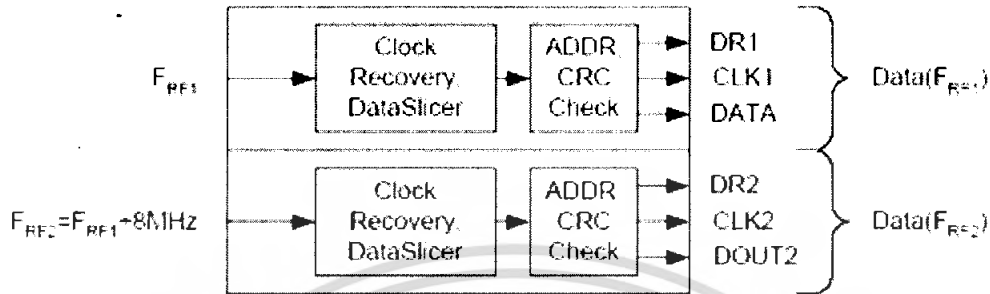 Clock ADDR DR1
F_RF1 Recovery, CRC CLK1 Data(F_RF1)
DataSlicer Check DATA
Clock ADDR DR2
F_RF2=F_RF1+8MHz Recovery, CRC CLK2 Data(F_RF2)
DataSlicer Check DOUT2